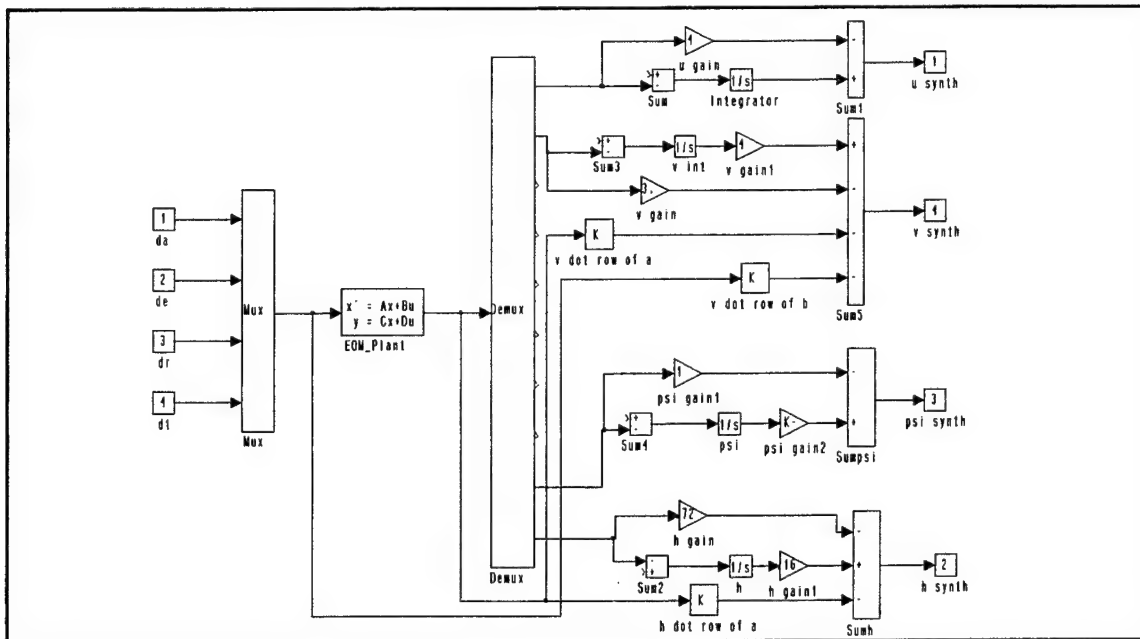 1
da
2
de
3
dr
4
dt
Mux
Mux
x' = Ax+Bu
y = Cx+Du
EOM_Plant
Demux
Demux
1
u gain
-
+
-
Sum
1/s
Integrator
+
Sum1
1
u synth
+
-
Sum3
1/s
v int
4
v gain1
+
3.
v gain
-
K
v dot row of a
-
K
v dot row of b
-
Sum5
4
v synth
1
psi gain1
-
+
-
Sum4
1/s
psi
K-
psi gain2
+
Sumpsi
3
psi synth
72
h gain
-
-
+
Sum2
1/s
h
16
h gain1
+
K
h dot row of a
-
Sumh
2
h synth